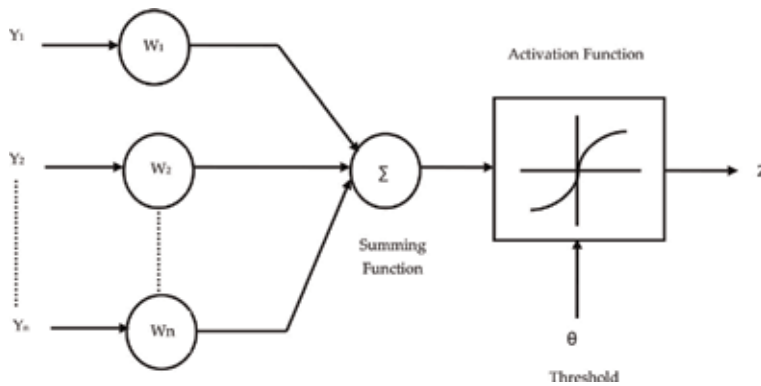 Y₁
W₁
Activation Function
Y₂
W₂
Σ
Z
Summing
Function
Yₙ
Wn
θ
Threshold